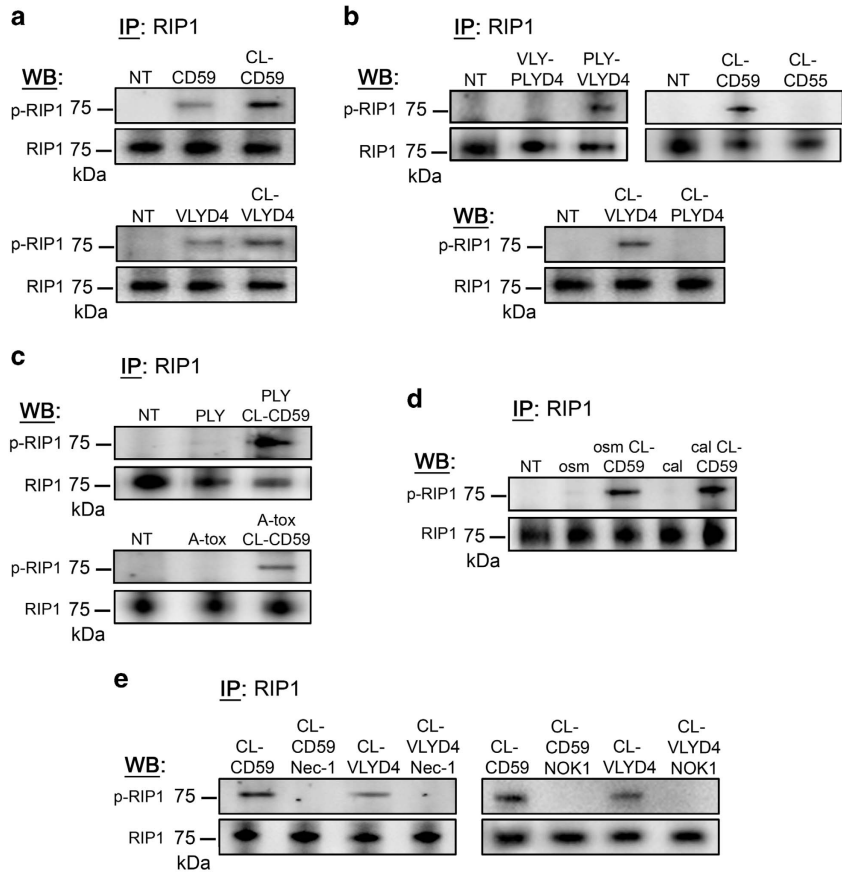 a
IP: RIP1
WB:
NT CD59 CL-CD59
p-RIP1 75
RIP1 75
kDa
NT VLYD4 CL-VLYD4
p-RIP1 75
RIP1 75
kDa
b
IP: RIP1
WB:
NT VLY-PLYD4 PLY-VLYD4
NT CL-CD59 CL-CD55
p-RIP1 75
RIP1 75
kDa
WB:
NT CL-VLYD4 CL-PLYD4
p-RIP1 75
RIP1 75
kDa
c
IP: RIP1
WB:
NT PLY PLY CL-CD59
p-RIP1 75
RIP1 75
NT A-tox A-tox CL-CD59
p-RIP1 75
RIP1 75
kDa
d
IP: RIP1
WB:
NT osm osm CL-CD59 cal cal CL-CD59
p-RIP1 75
RIP1 75
kDa
e
IP: RIP1
WB:
CL-CD59 CL-CD59 Nec-1 CL-VLYD4 CL-VLYD4 Nec-1
CL-CD59 CL-CD59 NOK1 CL-VLYD4 CL-VLYD4 NOK1
p-RIP1 75
RIP1 75
kDa